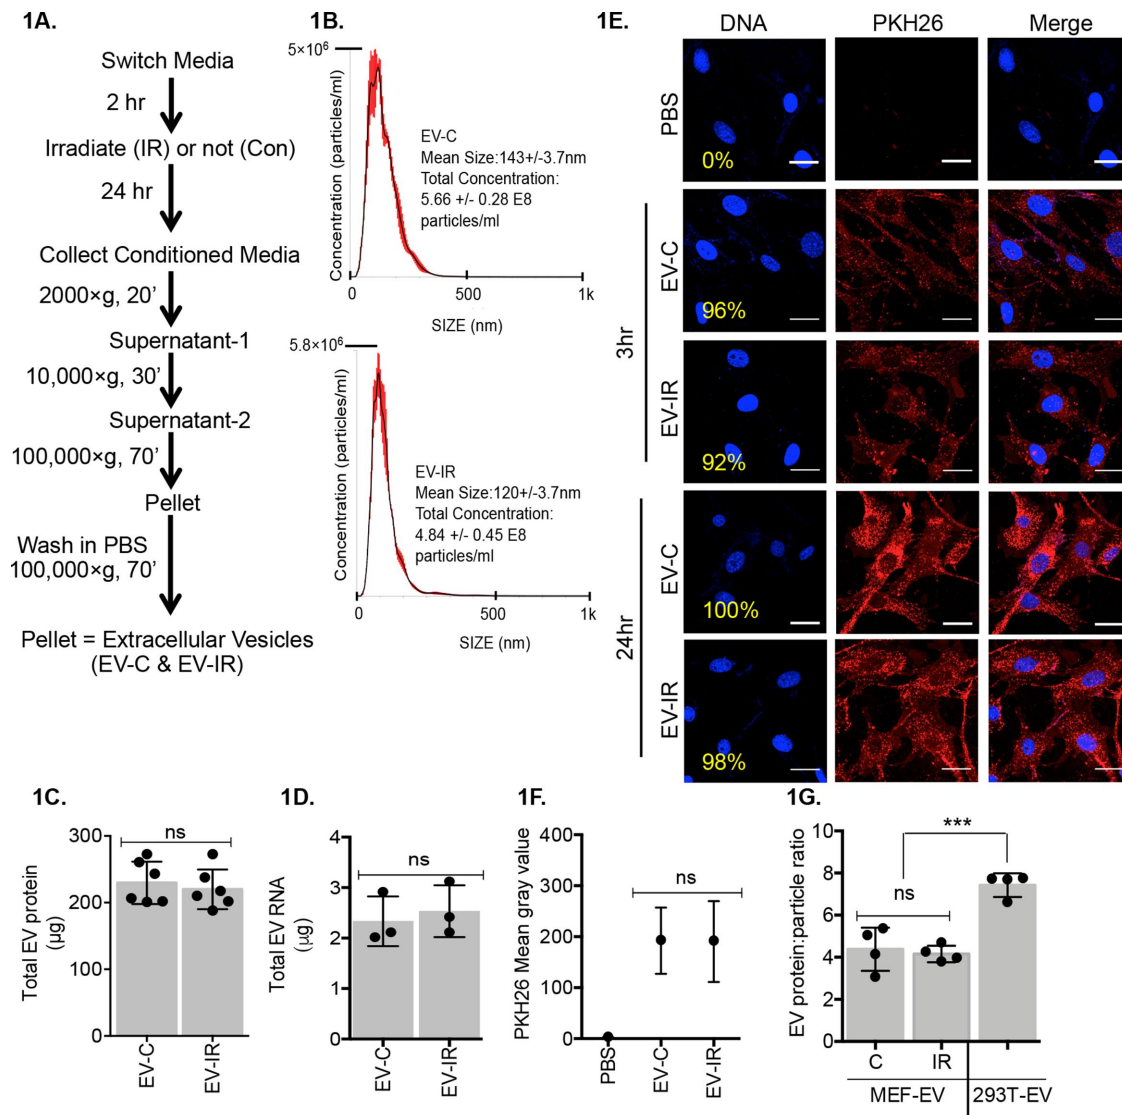 1A.
Switch Media
2 hr
Irradiate (IR) or not (Con)
24 hr
Collect Conditioned Media
2000×g, 20’
Supernatant-1
10,000×g, 30’
Supernatant-2
100,000×g, 70’
Pellet
Wash in PBS
100,000×g, 70’
Pellet = Extracellular Vesicles
(EV-C & EV-IR)
1B.
5×10⁶
Concentration (particles/ml)
EV-C
Mean Size:143+/-3.7nm
Total Concentration:
5.66 +/- 0.28 E8
particles/ml
0
500
1k
SIZE (nm)
5.8×10⁶
Concentration (particles/ml)
EV-IR
Mean Size:120+/-3.7nm
Total Concentration:
4.84 +/- 0.45 E8
particles/ml
0
500
1k
SIZE (nm)
1E.
DNA
PKH26
Merge
PBS
0%
3hr
EV-C
96%
EV-IR
92%
24hr
EV-C
100%
EV-IR
98%
1C.
Total EV protein
(μg)
300
200
100
0
ns
EV-C
EV-IR
1D.
Total EV RNA
(μg)
4
3
2
1
0
ns
EV-C
EV-IR
1F.
PKH26 Mean gray value
400
300
200
100
0
ns
PBS
EV-C
EV-IR
1G.
EV protein:particle ratio
10
8
6
4
2
0
***
ns
C
IR
MEF-EV
293T-EV